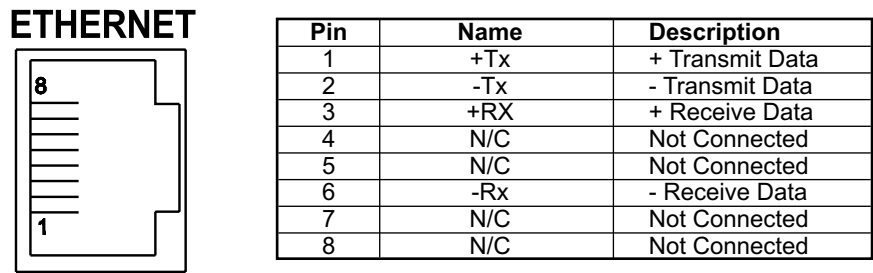 ETHERNET
8
1
Pin Name Description
1 +Tx + Transmit Data
2 -Tx - Transmit Data
3 +RX + Receive Data
4 N/C Not Connected
5 N/C Not Connected
6 -Rx - Receive Data
7 N/C Not Connected
8 N/C Not Connected